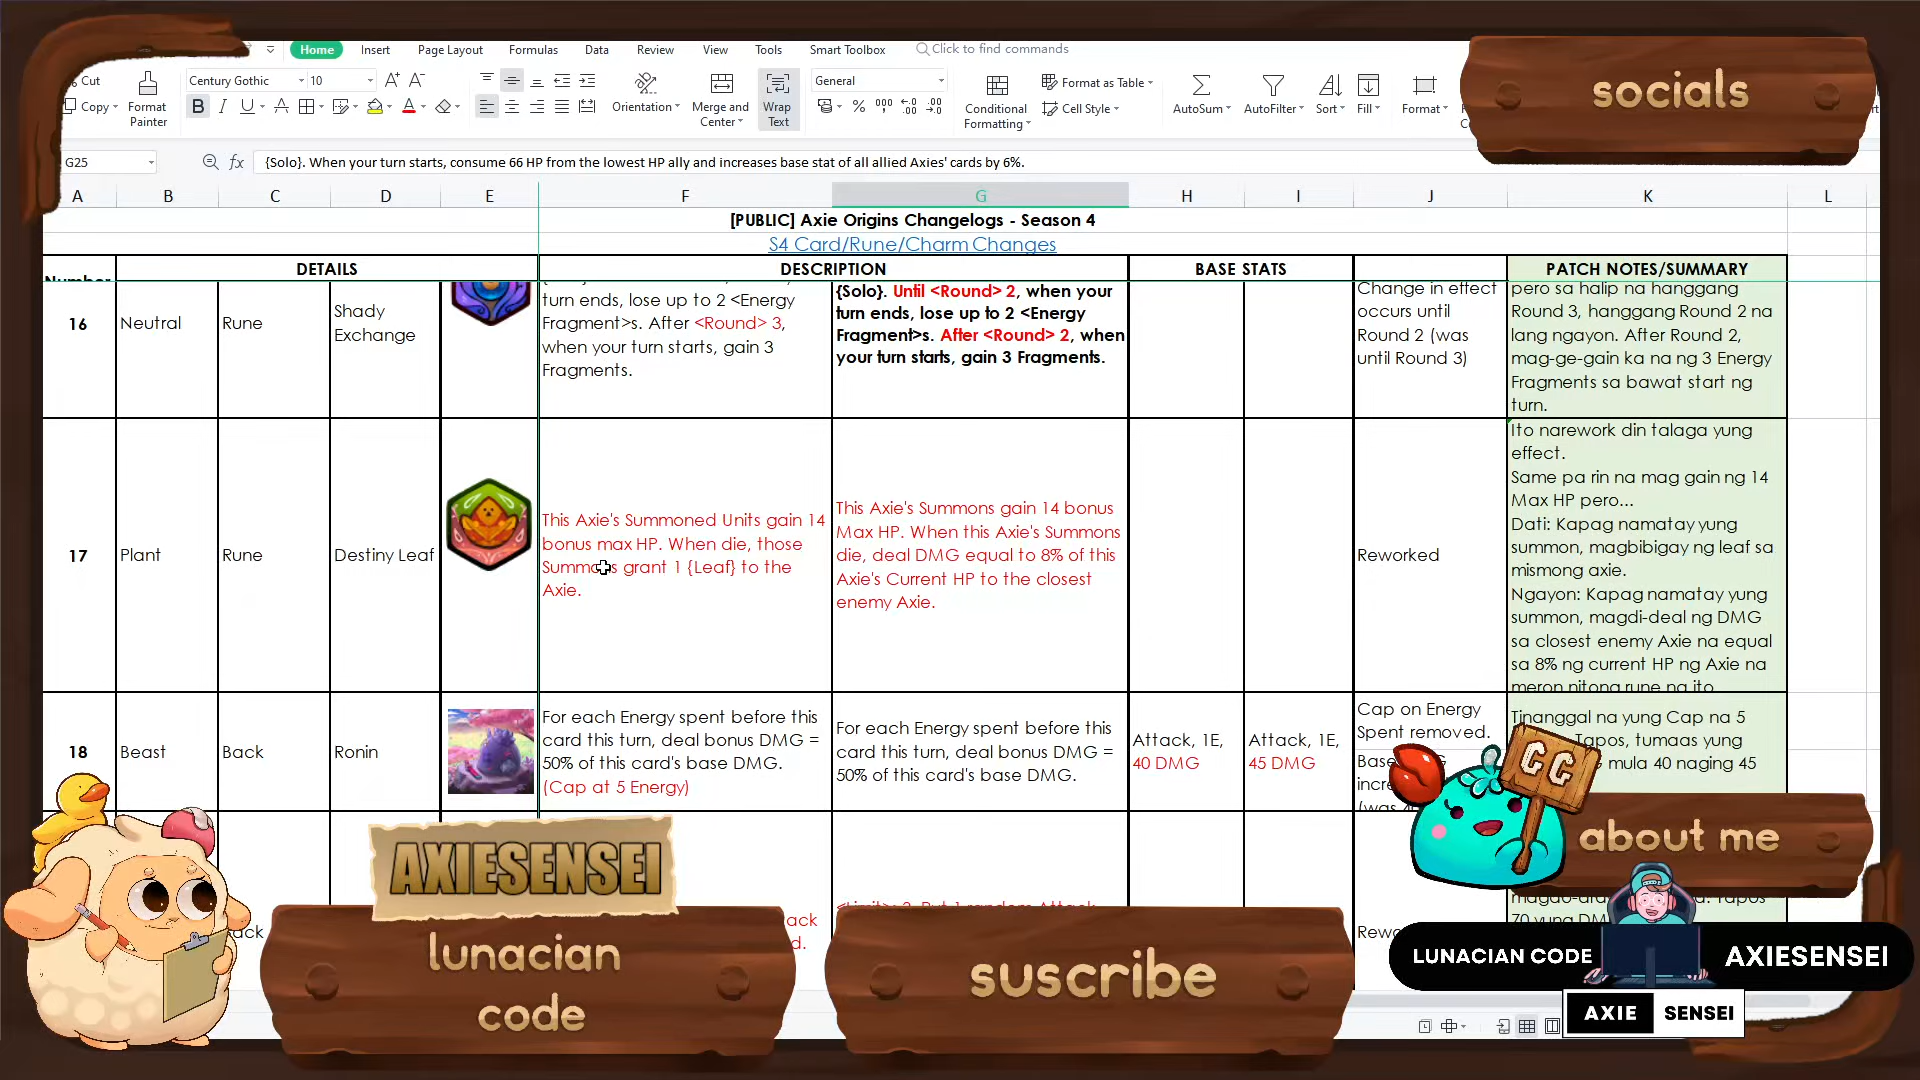 Home Insert Page Layout Formulas Data Review View Tools Smart Toolbox Click to find commands
Cut
Copy
Format
Painter
Century Gothic 10
Orientation
Merge and
Center
Wrap
Text
General
Conditional
Formatting
Format as Table
Cell Style
AutoSum
AutoFilter
Sort
Fill
Format
G25
fx
{Solo}. When your turn starts, consume 66 HP from the lowest HP ally and increases base stat of all allied Axies' cards by 6%.
A B C D E F G H I J K L
[PUBLIC] Axie Origins Changelogs - Season 4
S4 Card/Rune/Charm Changes
Number
DETAILS
DESCRIPTION
BASE STATS
PATCH NOTES/SUMMARY
16
Neutral
Rune
Shady
Exchange
turn ends, lose up to 2 <Energy
Fragment>s. After <Round> 3,
when your turn starts, gain 3
Fragments.
{Solo}. Until <Round> 2, when your
turn ends, lose up to 2 <Energy
Fragment>s. After <Round> 2, when
your turn starts, gain 3 Fragments.
Change in effect
occurs until
Round 2 (was
until Round 3)
pero sa halip na hanggang
Round 3, hanggang Round 2 na
lang ngayon. After Round 2,
mag-ge-gain ka na ng 3 Energy
Fragments sa bawat start ng
turn.
17
Plant
Rune
Destiny Leaf
This Axie's Summoned Units gain 14
bonus max HP. When die, those
Summons grant 1 {Leaf} to the
Axie.
This Axie's Summons gain 14 bonus
Max HP. When this Axie's Summons
die, deal DMG equal to 8% of this
Axie's Current HP to the closest
enemy Axie.
Reworked
Ito narework din talaga yung
effect.
Same pa rin na mag gain ng 14
Max HP pero...
Dati: Kapag namatay yung
summon, magbibigay ng leaf sa
mismong axie.
Ngayon: Kapag namatay yung
summon, magdi-deal ng DMG
sa closest enemy Axie na equal
sa 8% ng current HP ng Axie na
meron nitong rune na ito
18
Beast
Back
Ronin
For each Energy spent before this
card this turn, deal bonus DMG =
50% of this card's base DMG.
(Cap at 5 Energy)
For each Energy spent before this
card this turn, deal bonus DMG =
50% of this card's base DMG.
Attack, 1E,
40 DMG
Attack, 1E,
45 DMG
Cap on Energy
Spent removed.
Tinanggal na yung Cap na 5
Tapos, tumaas yung
mula 40 naging 45
socials
CC
about me
AXIESENSEI
lunacian
code
suscribe
LUNACIAN CODE
AXIESENSEI
AXIE SENSEI